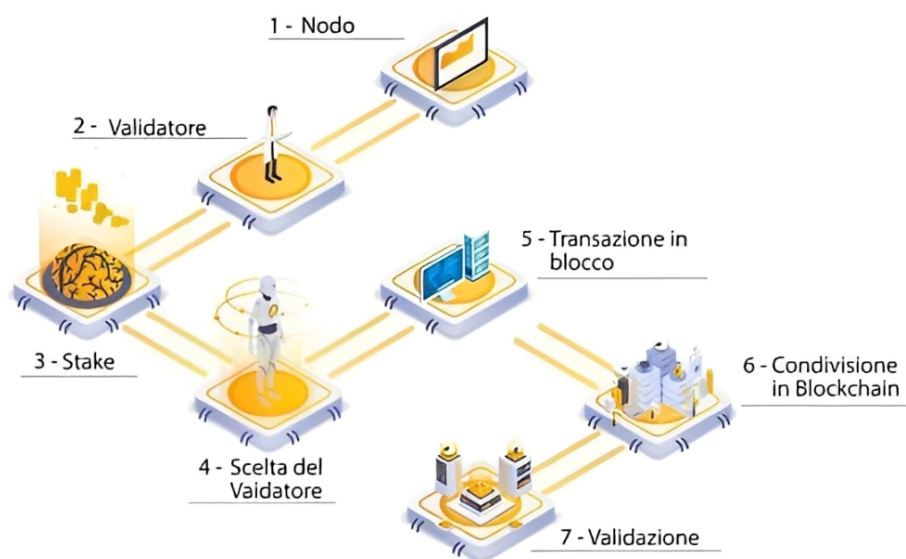 1 - Nodo
2 - Validatore
3 - Stake
4 - Scelta del
Vaidatore
5 - Transazione in
blocco
6 - Condivisione
in Blockchain
7 - Validazione